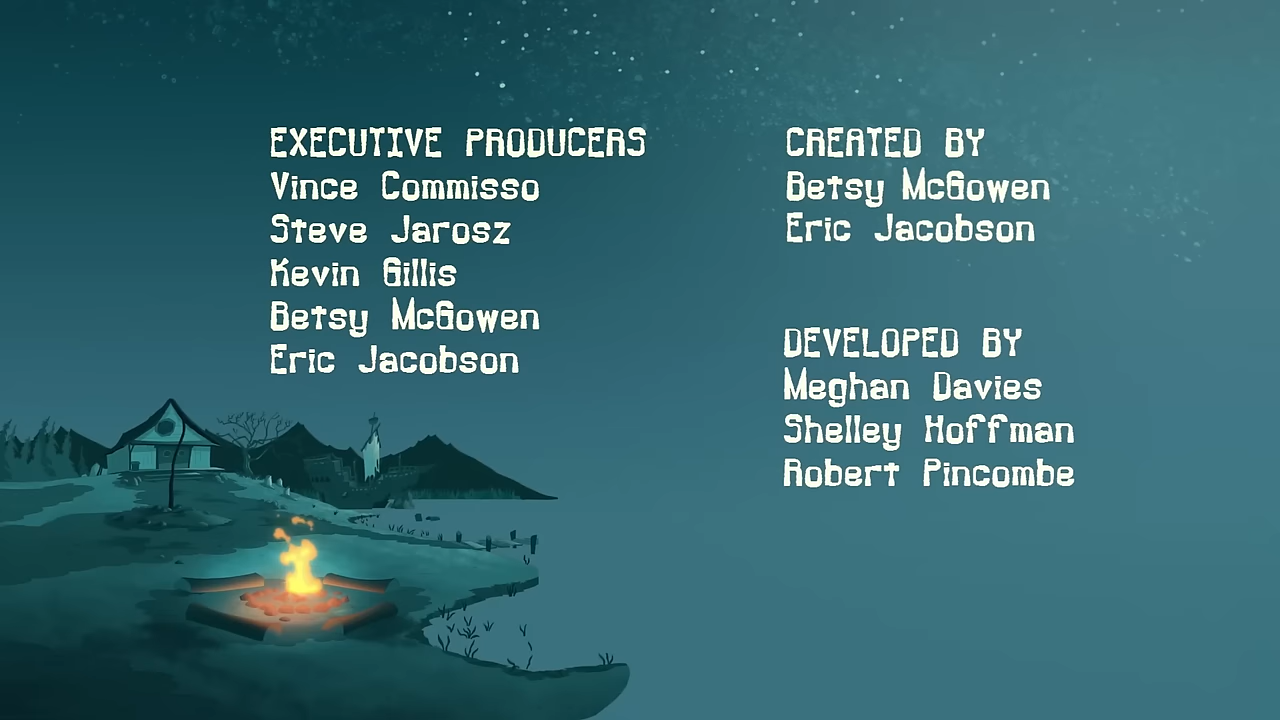 EXECUTIVE PRODUCERS
Vince Commisso
Steve Jarosz
Kevin Gillis
Betsy McGowen
Eric Jacobson
CREATED BY
Betsy McGowen
Eric Jacobson
DEVELOPED BY
Meghan Davies
Shelley Hoffman
Robert Pincombe